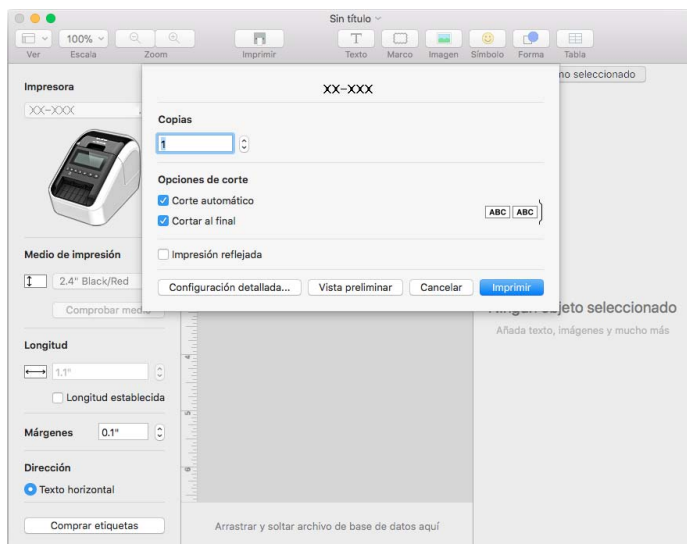 Sin título
100%
Ver Escala Zoom Imprimir Texto Marco Imagen Símbolo Forma Tabla
no seleccionado
Impresora
XX-XXX
XX-XXX
Copias
1
Opciones de corte
Corte automático
Cortar al final
ABC ABC
Impresión reflejada
Configuración detallada... Vista preliminar Cancelar Imprimir
Medio de impresión
2.4" Black/Red
Comprobar medio
Longitud
1.1"
Longitud establecida
Márgenes 0.1"
Dirección
Texto horizontal
Comprar etiquetas
4
5
6
Arrastrar y soltar archivo de base de datos aquí
Ningún objeto seleccionado
Añada texto, imágenes y mucho más